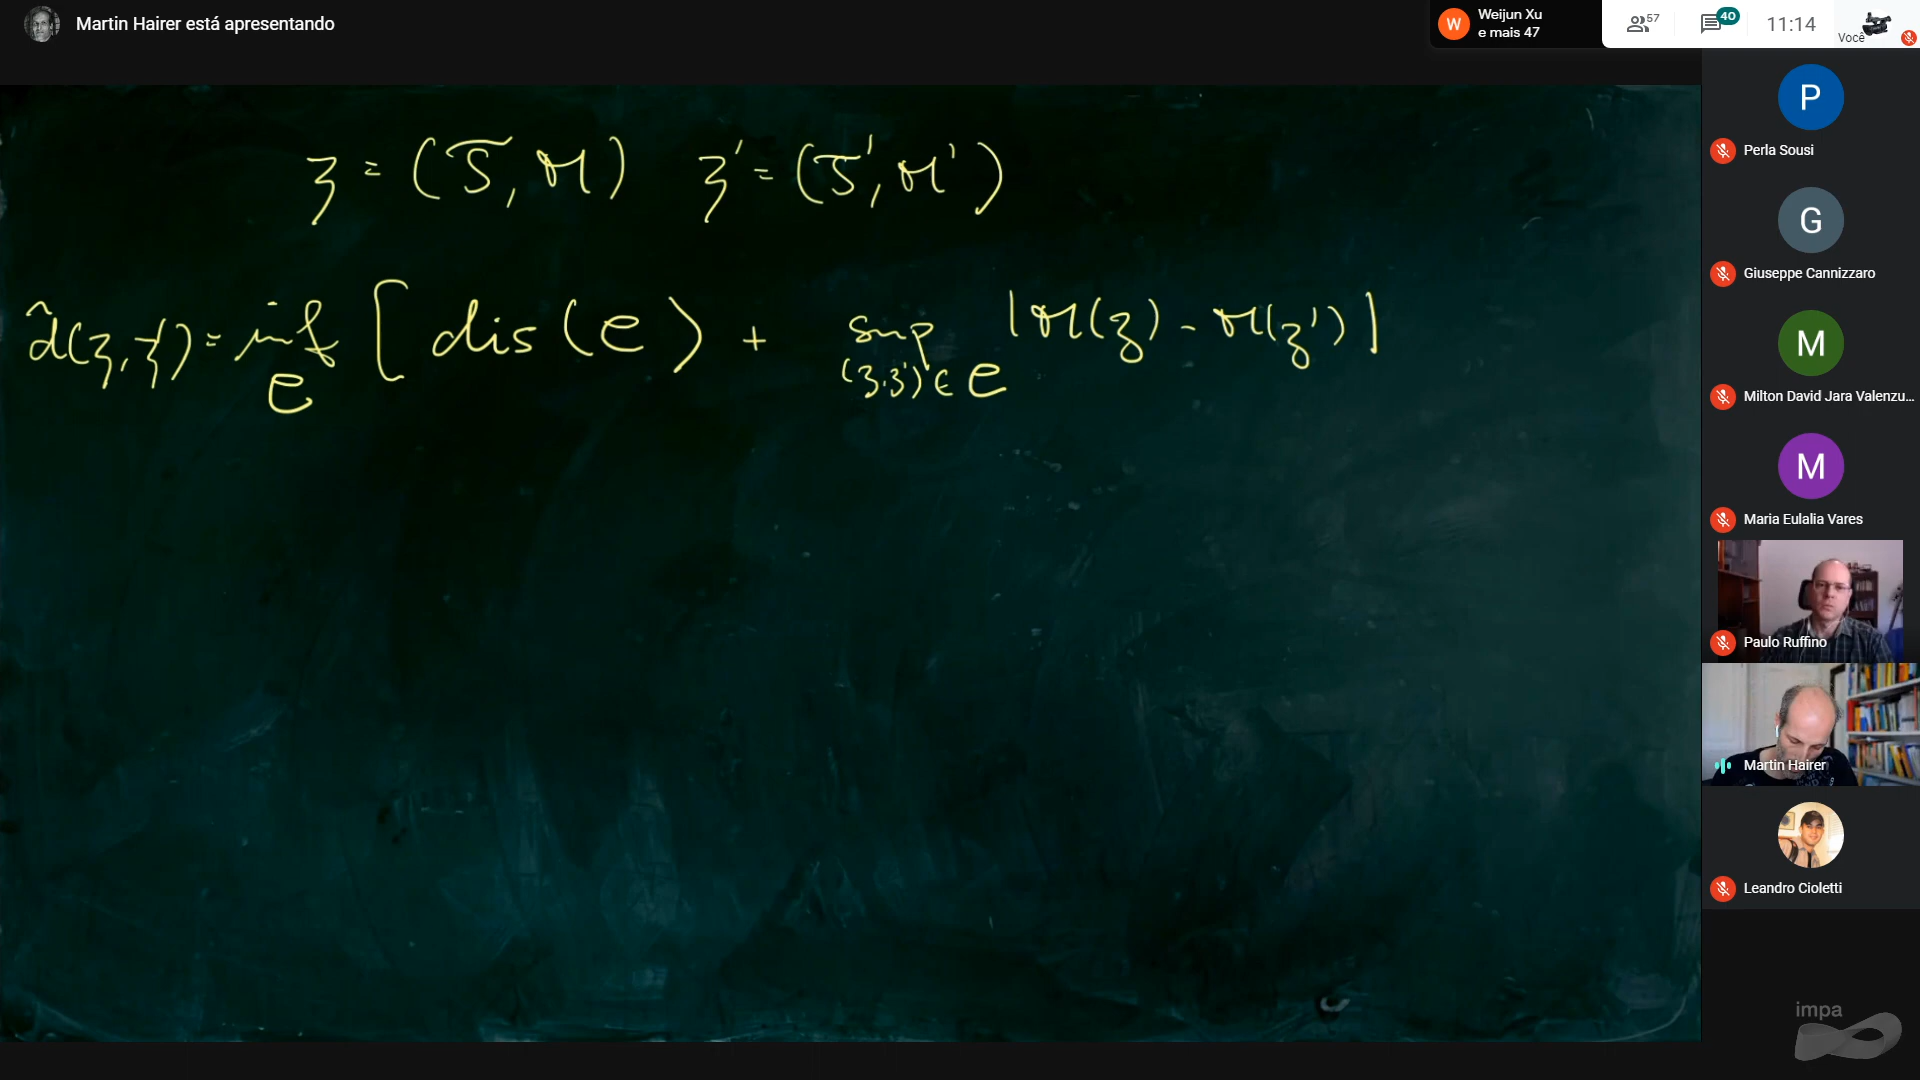 Martin Hairer está apresentando
Weijun Xu
e mais 47
57
40
11:14
Você
ζ = (𝒯, M) ζ' = (𝒯', M')
d̂(ζ, ζ') = inf [ dis(C) + sup |M(z) - M(z')| ]
C
(z,z') ∈ C
P
Perla Sousi
G
Giuseppe Cannizzaro
M
Milton David Jara Valenzu...
M
Maria Eulalia Vares
Paulo Ruffino
Martin Hairer
Leandro Cioletti
impa